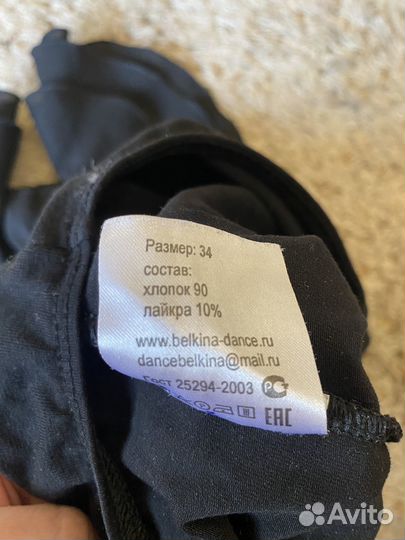 Размер: 34
состав:
хлопок 90
лайкра 10%
www.belkina-dance.ru
dancebelkina@mail.ru
Гост 25294-2003
EAC
Avito